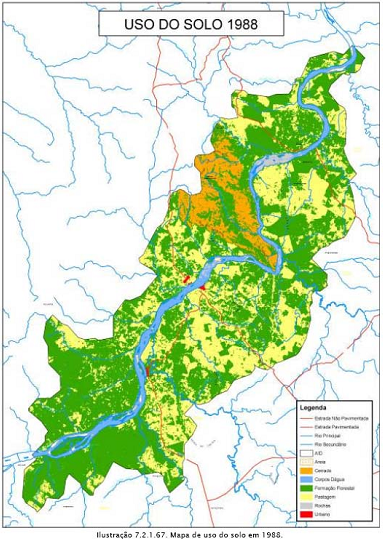 USO DO SOLO 1988
Legenda
Estrada Não Pavimentada
Estrada Pavimentada
Rio Principal
Rio Secundário
AID
Areia
Cerrado
Corpos D'água
Formação Florestal
Pastagem
Rochas
Urbano
Ilustração 7.2.1.67. Mapa de uso do solo em 1988.